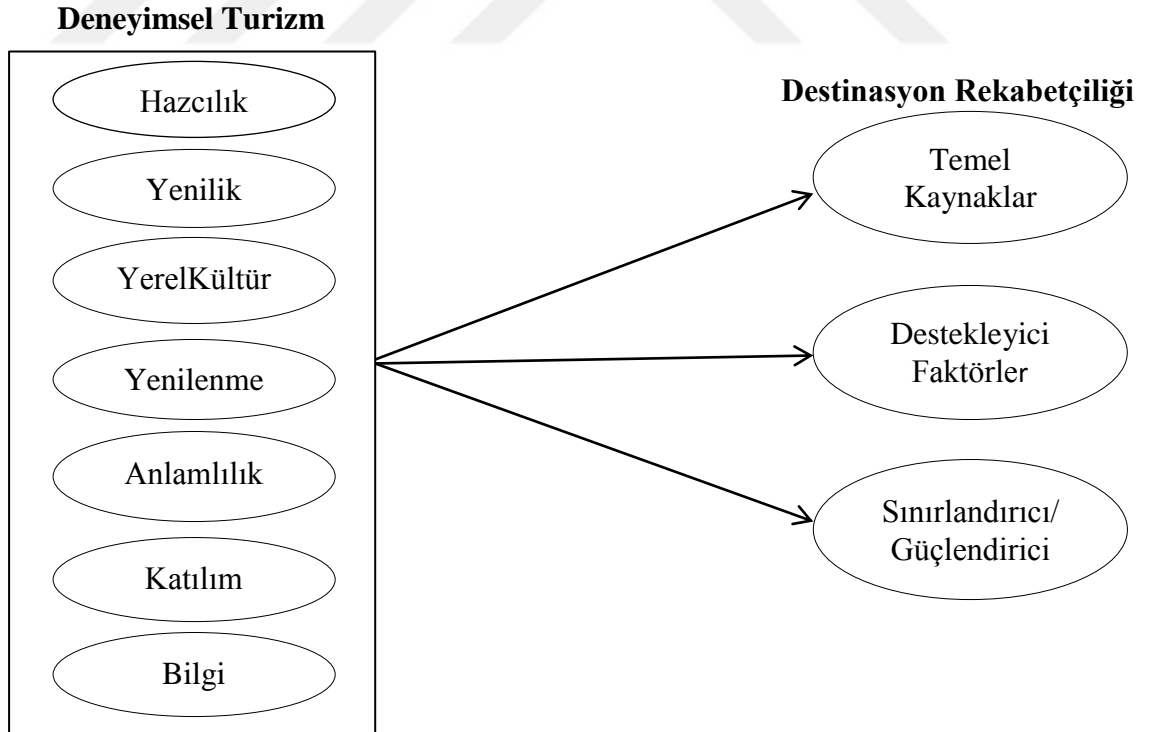 Deneyimsel Turizm
Hazcılık
Yenilik
YerelKültür
Yenilenme
Anlamlılık
Katılım
Bilgi
Destinasyon Rekabetçiliği
Temel
Kaynaklar
Destekleyici
Faktörler
Sınırlandırıcı/
Güçlendirici